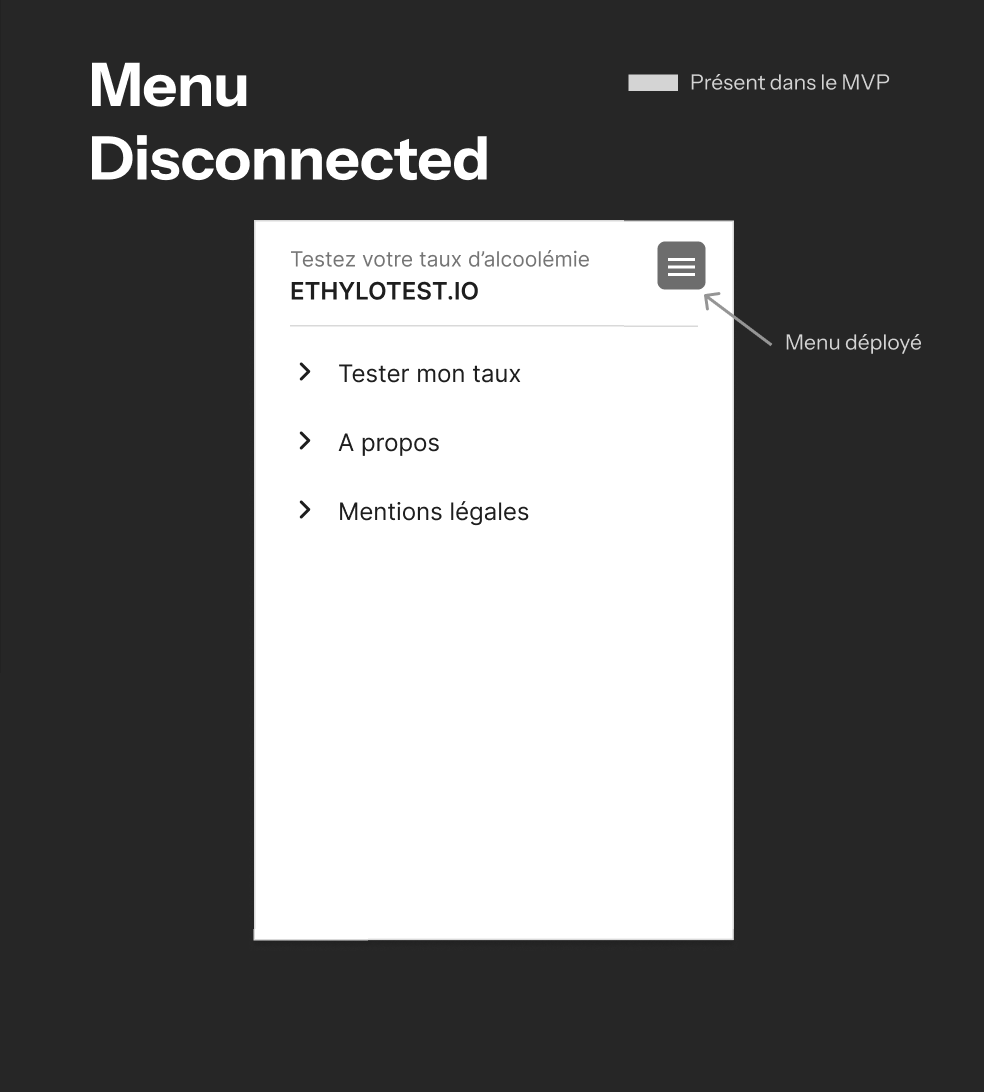 Menu
Disconnected
Présent dans le MVP
Testez votre taux d’alcoolémie
ETHYLOTEST.IO
Menu déployé
Tester mon taux
A propos
Mentions légales